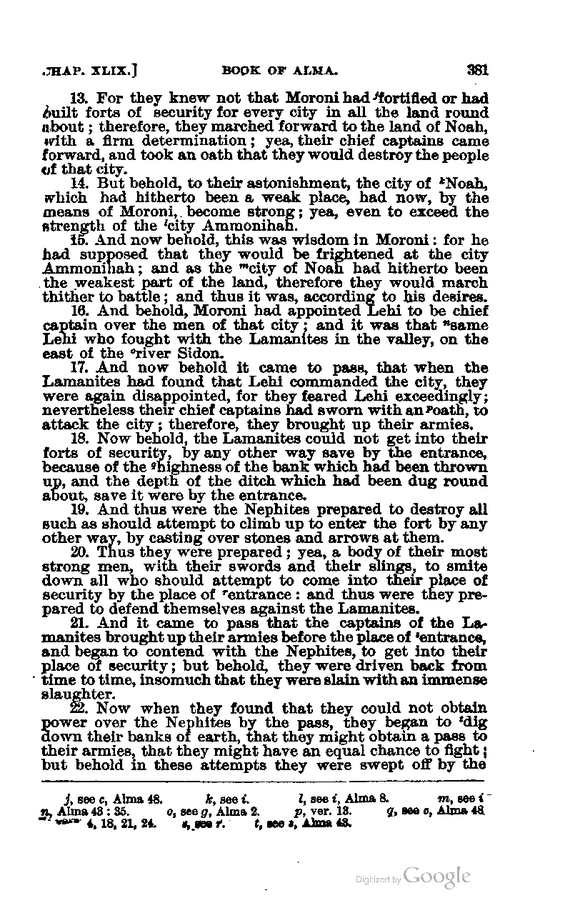 CHAP. XLIX.] BOOK OF ALMA. 381
13. For they knew not that Moroni had ʲfortified or had
built forts of security for every city in all the land round
about; therefore, they marched forward to the land of Noah,
with a firm determination; yea, their chief captains came
forward, and took an oath that they would destroy the people
of that city.
14. But behold, to their astonishment, the city of ᵏNoah,
which had hitherto been a weak place, had now, by the
means of Moroni, become strong; yea, even to exceed the
strength of the ˡcity Ammonihah.
15. And now behold, this was wisdom in Moroni: for he
had supposed that they would be frightened at the city
Ammonihah; and as the ᵐcity of Noah had hitherto been
the weakest part of the land, therefore they would march
thither to battle; and thus it was, according to his desires.
16. And behold, Moroni had appointed Lehi to be chief
captain over the men of that city; and it was that ⁿsame
Lehi who fought with the Lamanites in the valley, on the
east of the ᵒriver Sidon.
17. And now behold it came to pass, that when the
Lamanites had found that Lehi commanded the city, they
were again disappointed, for they feared Lehi exceedingly;
nevertheless their chief captains had sworn with an ᵖoath, to
attack the city; therefore, they brought up their armies.
18. Now behold, the Lamanites could not get into their
forts of security, by any other way save by the entrance,
because of the qhighness of the bank which had been thrown
up, and the depth of the ditch which had been dug round
about, save it were by the entrance.
19. And thus were the Nephites prepared to destroy all
such as should attempt to climb up to enter the fort by any
other way, by casting over stones and arrows at them.
20. Thus they were prepared; yea, a body of their most
strong men, with their swords and their slings, to smite
down all who should attempt to come into their place of
security by the place of ʳentrance: and thus were they pre-
pared to defend themselves against the Lamanites.
21. And it came to pass that the captains of the La-
manites brought up their armies before the place of ˢentrance,
and began to contend with the Nephites, to get into their
place of security; but behold, they were driven back from
time to time, insomuch that they were slain with an immense
slaughter.
22. Now when they found that they could not obtain
power over the Nephites by the pass, they began to ᵗdig
down their banks of earth, that they might obtain a pass to
their armies, that they might have an equal chance to fight;
but behold in these attempts they were swept off by the
j, see c, Alma 48. k, see i. l, see i, Alma 8. m, see i
n, Alma 43: 35. o, see g, Alma 2. p, ver. 13. q, see o, Alma 48
4, 18, 21, 24. s, see r. t, see s, Alma 48.
Digitized by Google